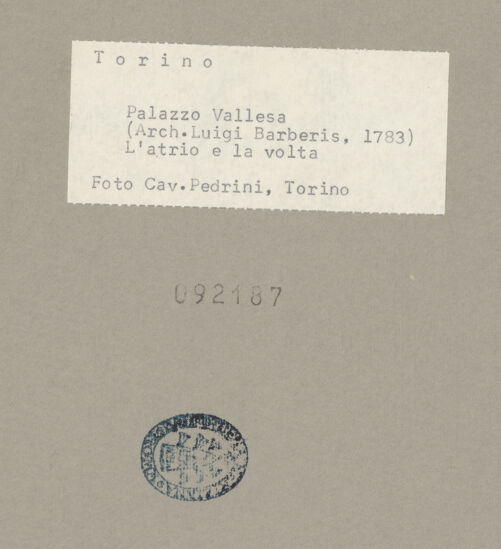 Torino
Palazzo Vallesa
(Arch.Luigi Barberis, 1783)
L'atrio e la volta
Foto Cav.Pedrini, Torino
092187